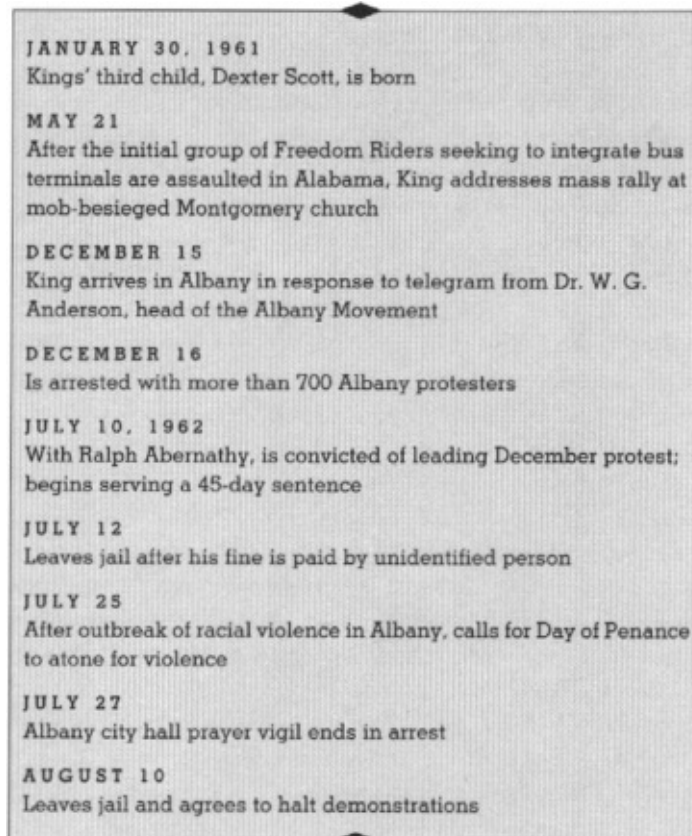 JANUARY 30, 1961
Kings' third child, Dexter Scott, is born
MAY 21
After the initial group of Freedom Riders seeking to integrate bus
terminals are assaulted in Alabama, King addresses mass rally at
mob-besieged Montgomery church
DECEMBER 15
King arrives in Albany in response to telegram from Dr. W. G.
Anderson, head of the Albany Movement
DECEMBER 16
Is arrested with more than 700 Albany protesters
JULY 10, 1962
With Ralph Abernathy, is convicted of leading December protest;
begins serving a 45-day sentence
JULY 12
Leaves jail after his fine is paid by unidentified person
JULY 25
After outbreak of racial violence in Albany, calls for Day of Penance
to atone for violence
JULY 27
Albany city hall prayer vigil ends in arrest
AUGUST 10
Leaves jail and agrees to halt demonstrations